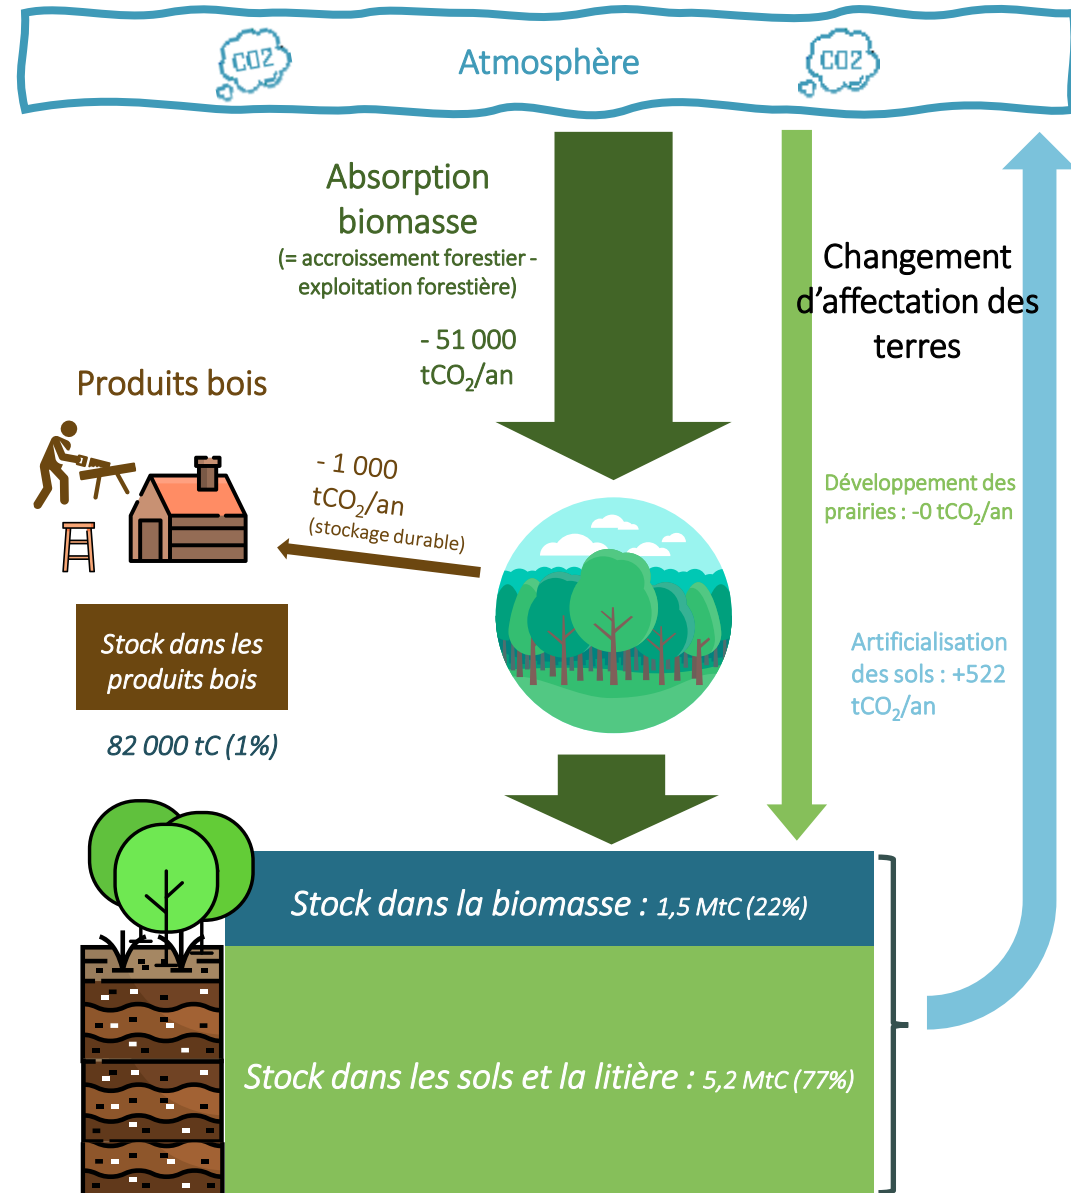 CO2
Atmosphère
CO2
Absorption
biomasse
(= accroissement forestier -
exploitation forestière)
- 51 000
tCO₂/an
Changement
d’affectation des
terres
Produits bois
- 1 000
tCO₂/an
(stockage durable)
Développement des
prairies : -0 tCO₂/an
Stock dans les
produits bois
82 000 tC (1%)
Artificialisation
des sols : +522
tCO₂/an
Stock dans la biomasse : 1,5 MtC (22%)
Stock dans les sols et la litière : 5,2 MtC (77%)